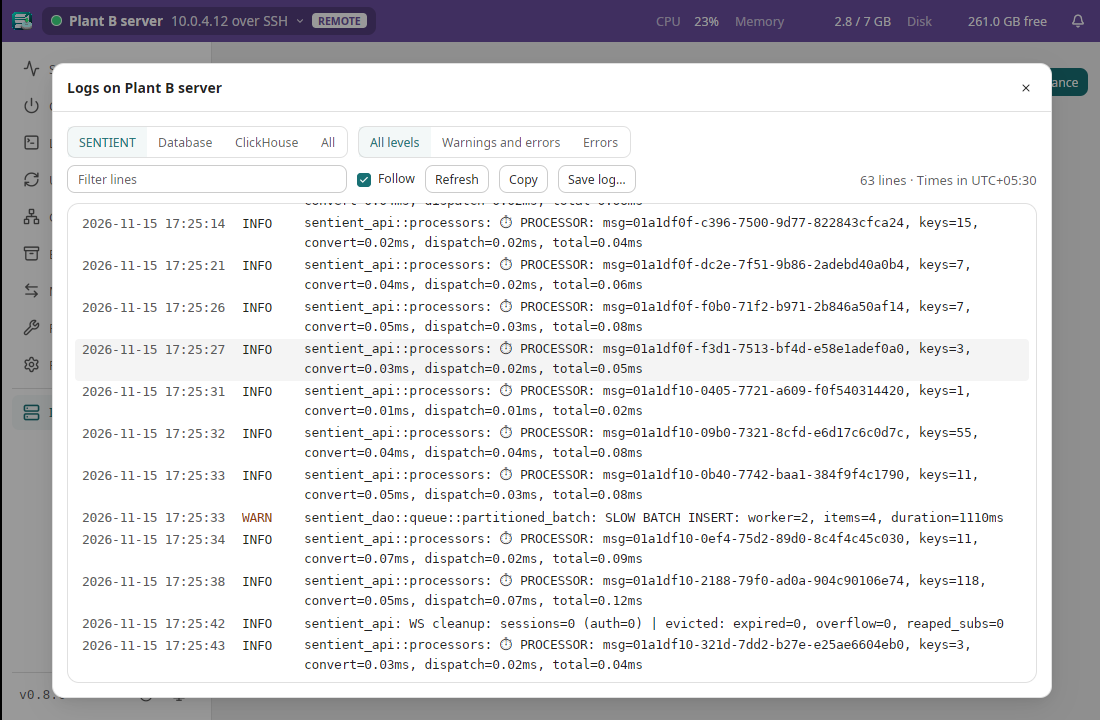 Plant B server 10.0.4.12 over SSH REMOTE CPU 23% Memory 2.8 / 7 GB Disk 261.0 GB free
ance
Logs on Plant B server ×
SENTIENT Database ClickHouse All All levels Warnings and errors Errors
Filter lines Follow Refresh Copy Save log... 63 lines · Times in UTC+05:30
2026-11-15 17:25:14 INFO sentient_api::processors: ⏱ PROCESSOR: msg=01a1df0f-c396-7500-9d77-822843cfca24, keys=15,
convert=0.02ms, dispatch=0.02ms, total=0.04ms
2026-11-15 17:25:21 INFO sentient_api::processors: ⏱ PROCESSOR: msg=01a1df0f-dc2e-7f51-9b86-2adebd40a0b4, keys=7,
convert=0.04ms, dispatch=0.02ms, total=0.06ms
2026-11-15 17:25:26 INFO sentient_api::processors: ⏱ PROCESSOR: msg=01a1df0f-f0b0-71f2-b971-2b846a50af14, keys=7,
convert=0.05ms, dispatch=0.03ms, total=0.08ms
2026-11-15 17:25:27 INFO sentient_api::processors: ⏱ PROCESSOR: msg=01a1df0f-f3d1-7513-bf4d-e58e1adef0a0, keys=3,
convert=0.03ms, dispatch=0.02ms, total=0.05ms
2026-11-15 17:25:31 INFO sentient_api::processors: ⏱ PROCESSOR: msg=01a1df10-0405-7721-a609-f0f540314420, keys=1,
convert=0.01ms, dispatch=0.01ms, total=0.02ms
2026-11-15 17:25:32 INFO sentient_api::processors: ⏱ PROCESSOR: msg=01a1df10-09b0-7321-8cfd-e6d17c6c0d7c, keys=55,
convert=0.04ms, dispatch=0.04ms, total=0.08ms
2026-11-15 17:25:33 INFO sentient_api::processors: ⏱ PROCESSOR: msg=01a1df10-0b40-7742-baa1-384f9f4c1790, keys=11,
convert=0.05ms, dispatch=0.03ms, total=0.08ms
2026-11-15 17:25:33 WARN sentient_dao::queue::partitioned_batch: SLOW BATCH INSERT: worker=2, items=4, duration=1110ms
2026-11-15 17:25:34 INFO sentient_api::processors: ⏱ PROCESSOR: msg=01a1df10-0ef4-75d2-89d0-8c4f4c45c030, keys=11,
convert=0.07ms, dispatch=0.02ms, total=0.09ms
2026-11-15 17:25:38 INFO sentient_api::processors: ⏱ PROCESSOR: msg=01a1df10-2188-79f0-ad0a-904c90106e74, keys=118,
convert=0.05ms, dispatch=0.07ms, total=0.12ms
2026-11-15 17:25:42 INFO sentient_api: WS cleanup: sessions=0 (auth=0) | evicted: expired=0, overflow=0, reaped_subs=0
2026-11-15 17:25:43 INFO sentient_api::processors: ⏱ PROCESSOR: msg=01a1df10-321d-7dd2-b27e-e25ae6604eb0, keys=3,
convert=0.03ms, dispatch=0.02ms, total=0.04ms
v0.8.